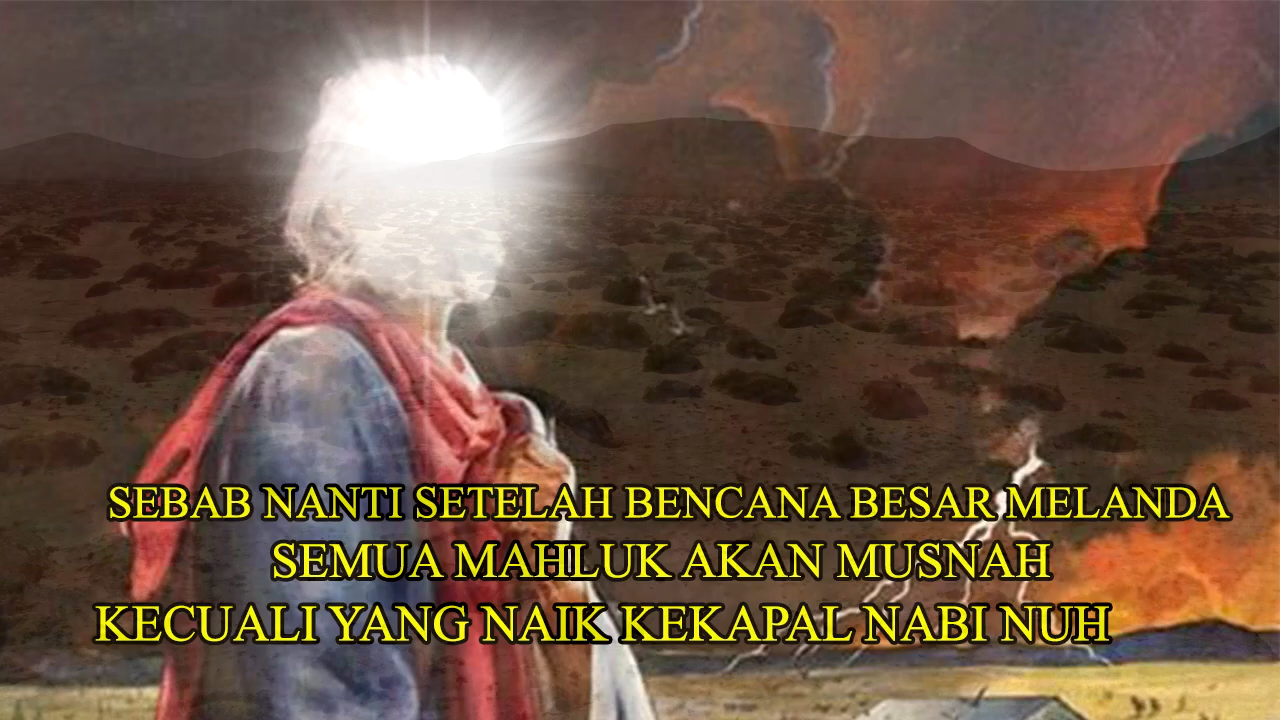 SEBAB NANTI SETELAH BENCANA BESAR MELANDA
SEMUA MAHLUK AKAN MUSNAH
KECUALI YANG NAIK KEKAPAL NABI NUH